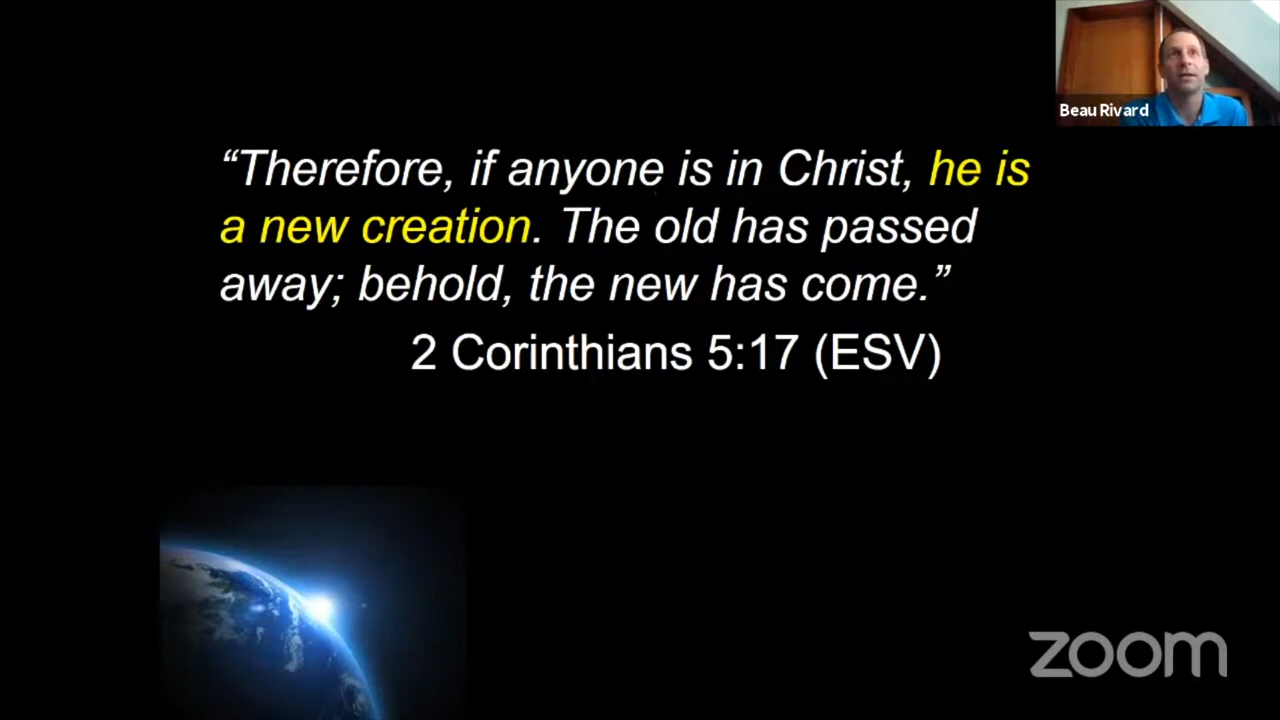 Beau Rivard
“Therefore, if anyone is in Christ, he is
a new creation. The old has passed
away; behold, the new has come.”
2 Corinthians 5:17 (ESV)
zoom